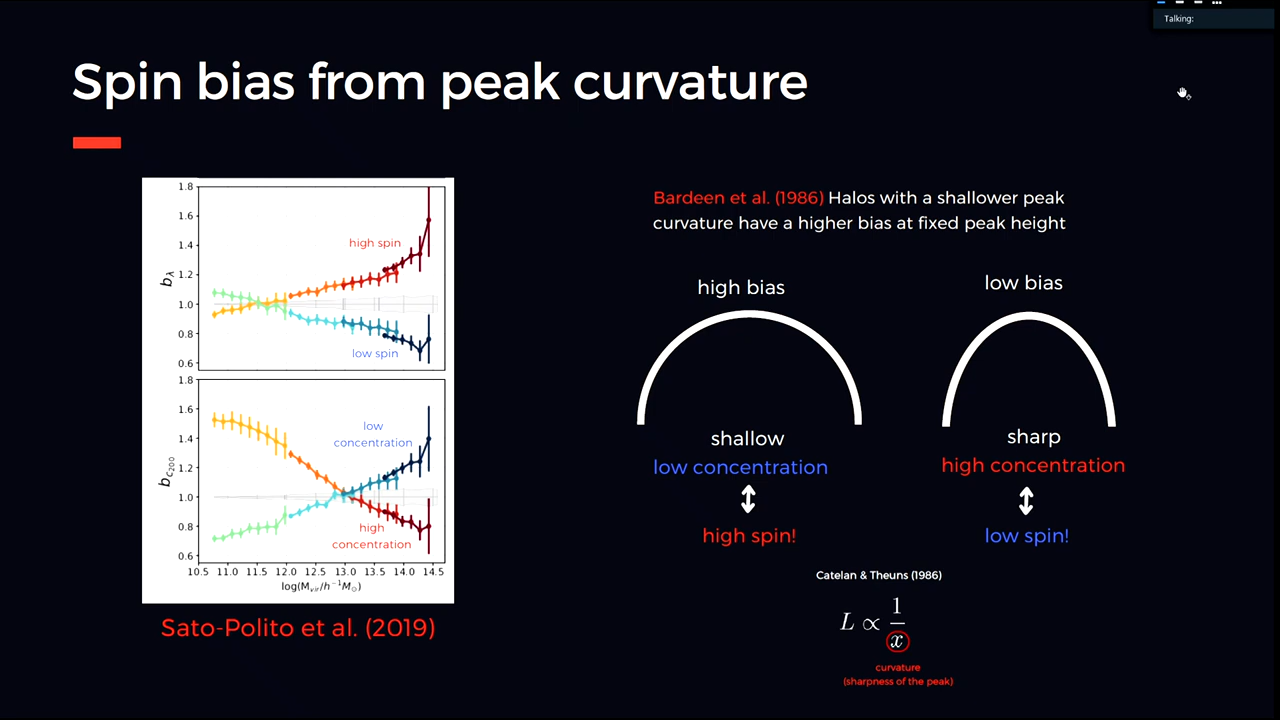 Talking:
Spin bias from peak curvature
1.8
1.6
1.4
1.2
1.0
0.8
0.6
bλ
high spin
low spin
1.8
1.6
1.4
1.2
1.0
0.8
0.6
bc200
low
concentration
high
concentration
10.5 11.0 11.5 12.0 12.5 13.0 13.5 14.0 14.5
log(Mvir/h⁻¹M⊙)
Sato-Polito et al. (2019)
Bardeen et al. (1986) Halos with a shallower peak
curvature have a higher bias at fixed peak height
high bias
low bias
shallow
low concentration
high spin!
sharp
high concentration
low spin!
Catelan & Theuns (1986)
L ∝ 1/x
curvature
(sharpness of the peak)